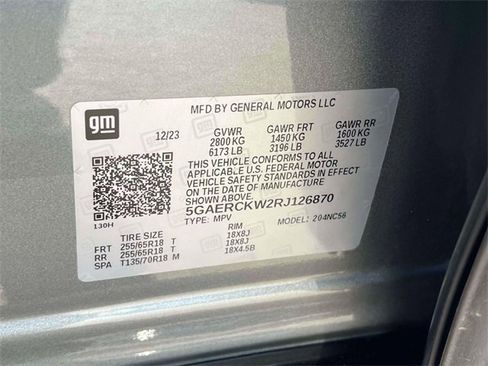 gm
MFD BY GENERAL MOTORS LLC
12/23 GVWR GAWR FRT GAWR RR
2800 KG 1450 KG 1600 KG
6173 LB 3196 LB 3527 LB
THIS VEHICLE CONFORMS TO ALL
APPLICABLE U.S. FEDERAL MOTOR
VEHICLE SAFETY STANDARDS IN EFFECT
ON THE DATE OF MANUFACTURE
SHOWN ABOVE.
5GAERCKW2RJ126870
130H TYPE: MPV MODEL: 204NC56
TIRE SIZE RIM
FRT 255/65R18 T 18X8J
RR 255/65R18 T 18X8J
SPA T135/70R18 M 18X4.5B